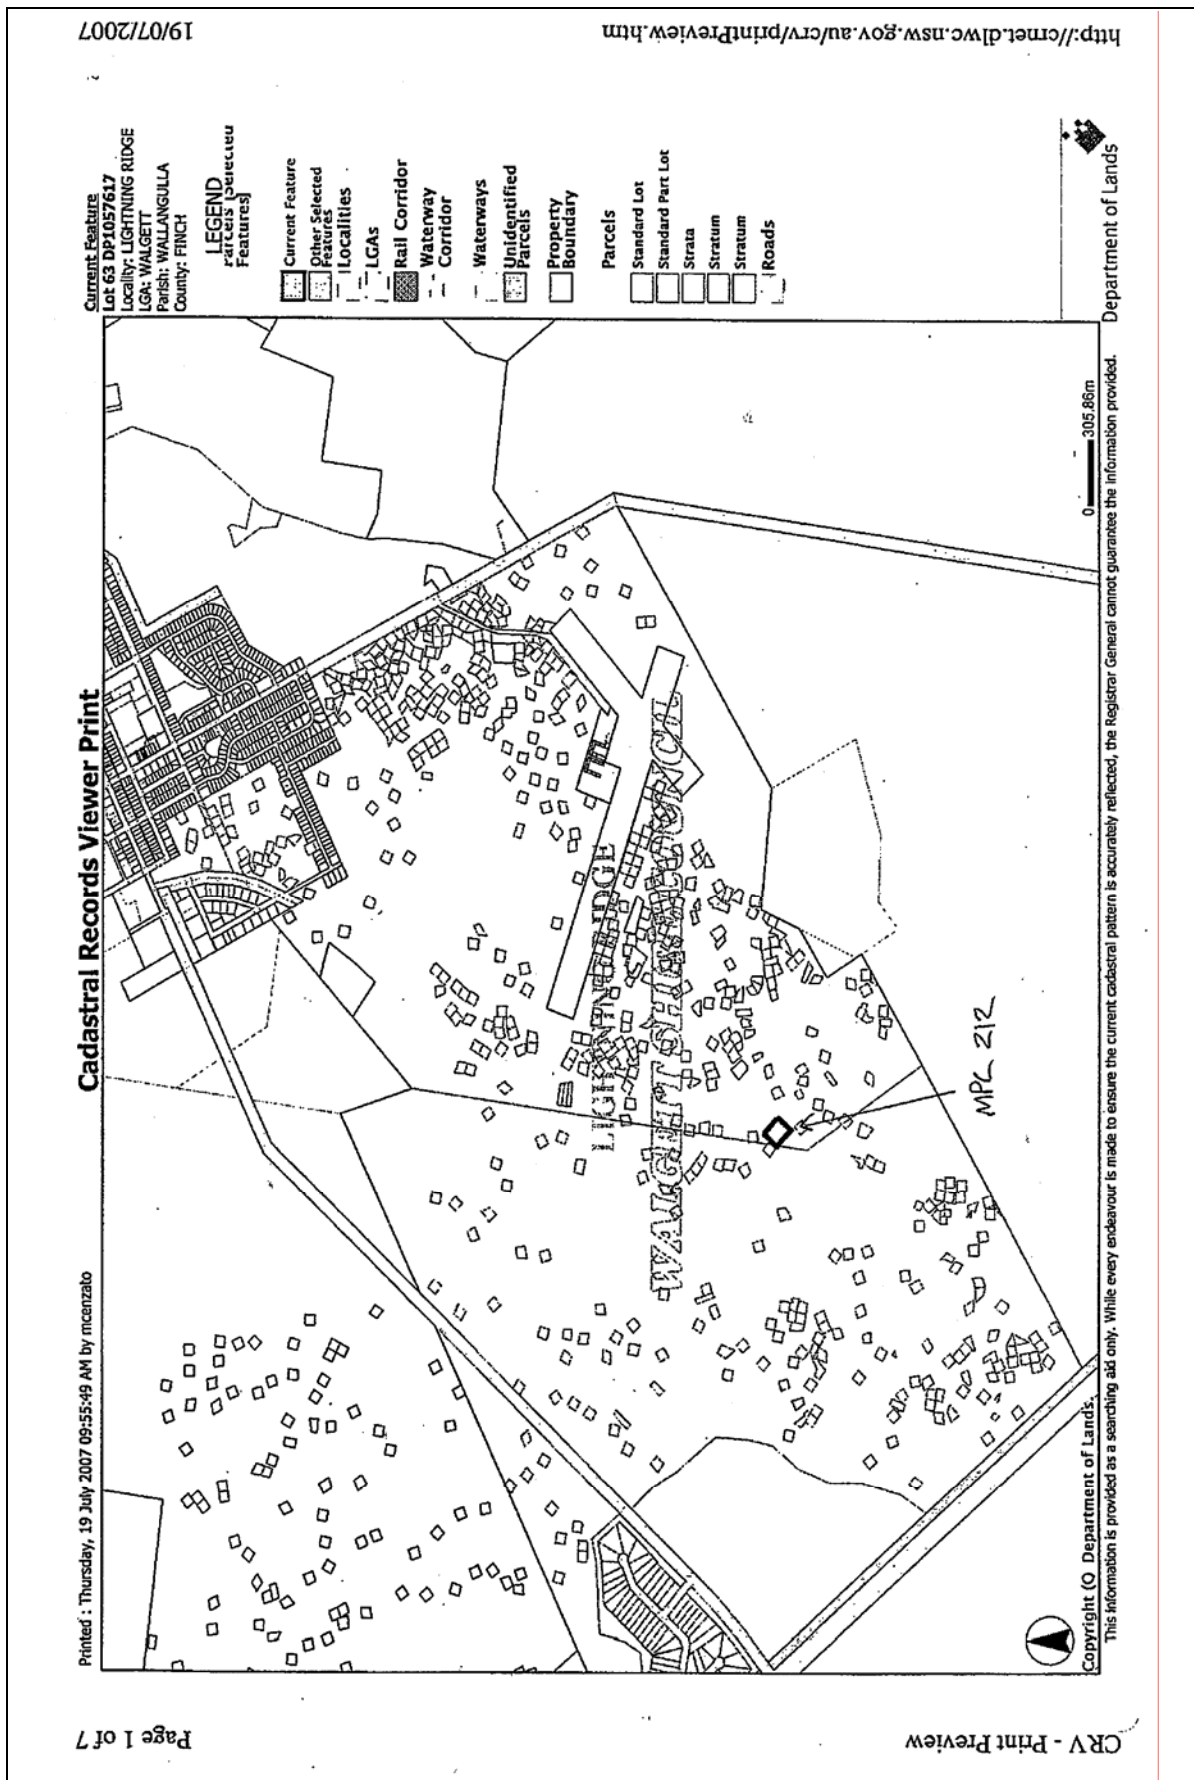 19/07/2007
http://crnet.dlwc.nsw.gov.au/crv/printPreview.htm
Cadastral Records Viewer Print
Printed : Thursday, 19 July 2007 09:55:49 AM by mcenzato
Current Feature
Lot 63 DP1057617
Locality: LIGHTNING RIDGE
LGA: WALGETT
Parish: WALLANGULLA
County: FINCH
LEGEND
Features]
Current Feature
Other Selected
Features
Localities
LGAs
Rail Corridor
Waterway
Corridor
Waterways
Unidentified
Parcels
Property
Boundary
Parcels
Standard Lot
Standard Part Lot
Strata
Stratum
Stratum
Roads
Department of Lands
LIGHTNING RIDGE
WALGETT SHIRE COUNCIL
MPC 212
0 305.86m
Copyright (C) Department of Lands.
This information is provided as a searching aid only. While every endeavour is made to ensure the current cadastral pattern is accurately reflected, the Registrar General cannot guarantee the information provided.
Page 1 of 7
CRV - Print Preview